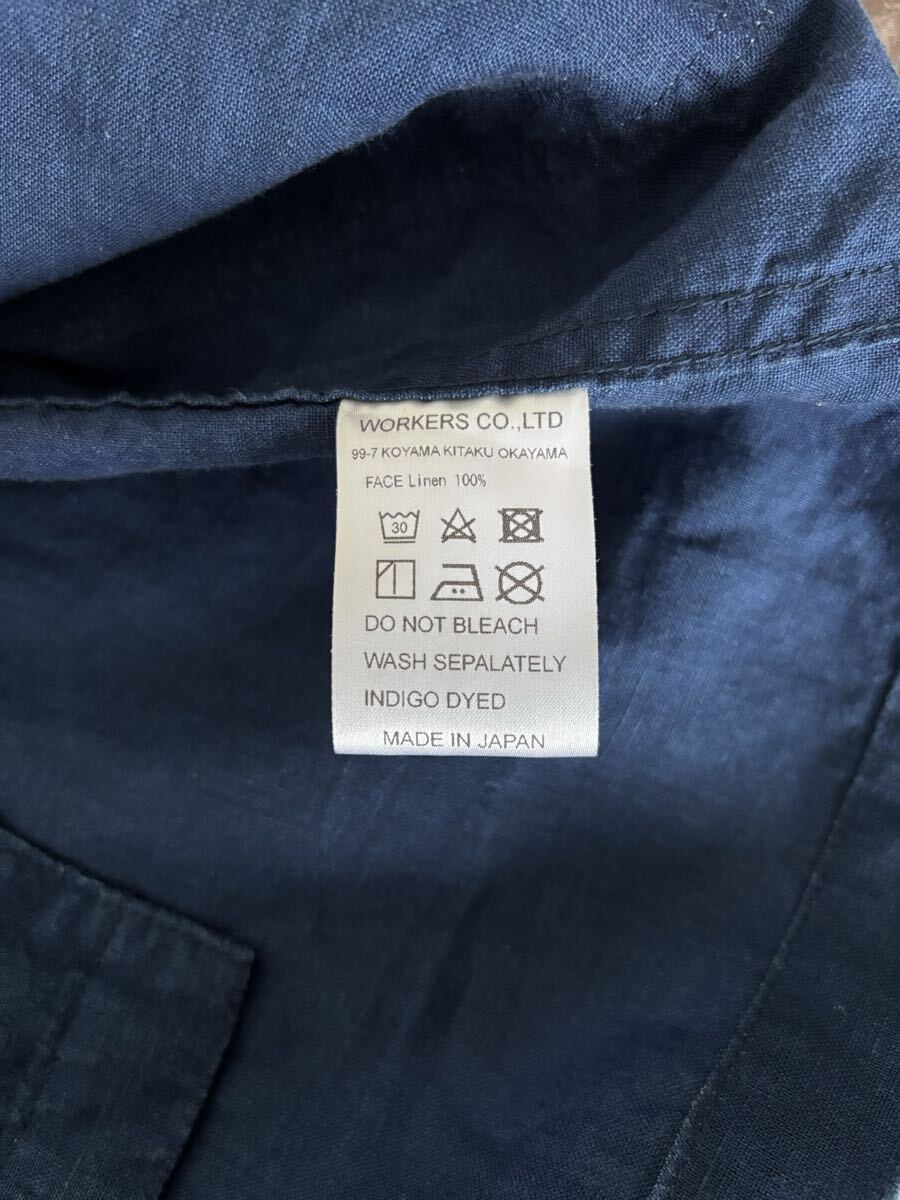 WORKERS CO.,LTD
99-7 KOYAMA KITAKU OKAYAMA
FACE Linen 100%
30
DO NOT BLEACH
WASH SEPALATELY
INDIGO DYED
MADE IN JAPAN